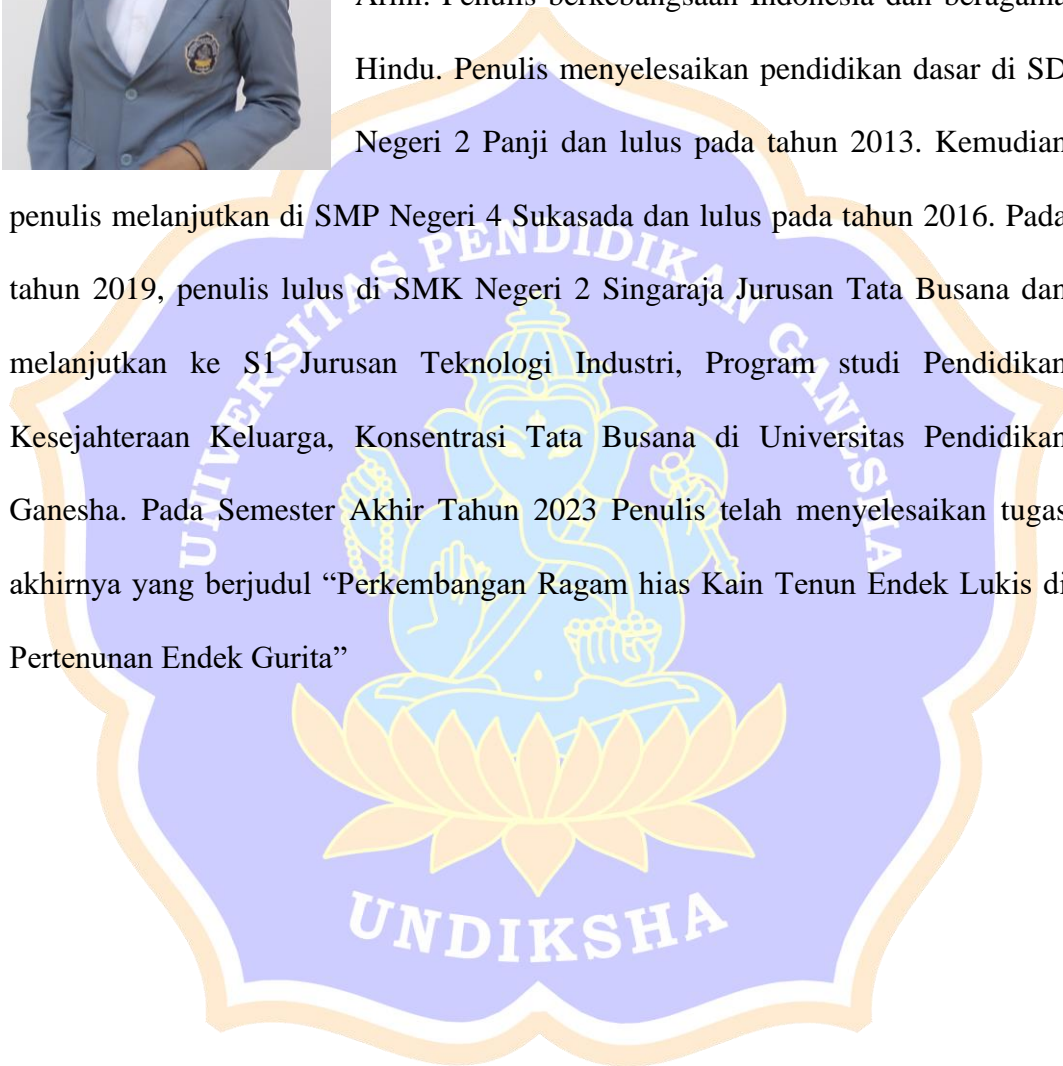 Arini. Penulis berkebangsaan Indonesia dan beragama
Hindu. Penulis menyelesaikan pendidikan dasar di SD
Negeri 2 Panji dan lulus pada tahun 2013. Kemudian
penulis melanjutkan di SMP Negeri 4 Sukasada dan lulus pada tahun 2016. Pada
tahun 2019, penulis lulus di SMK Negeri 2 Singaraja Jurusan Tata Busana dan
melanjutkan ke S1 Jurusan Teknologi Industri, Program studi Pendidikan
Kesejahteraan Keluarga, Konsentrasi Tata Busana di Universitas Pendidikan
Ganesha. Pada Semester Akhir Tahun 2023 Penulis telah menyelesaikan tugas
akhirnya yang berjudul “Perkembangan Ragam hias Kain Tenun Endek Lukis di
Pertenunan Endek Gurita”
UNIVERSITAS PENDIDIKAN GANESHA
UNDIKSHA